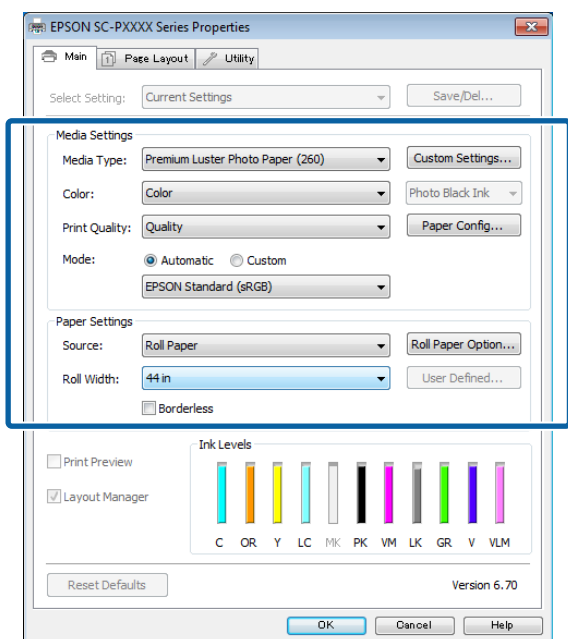 EPSON SC-PXXXX Series Properties
Main Page Layout Utility
Select Setting: Current Settings Save/Del...
Media Settings
Media Type: Premium Luster Photo Paper (260) Custom Settings...
Color: Color Photo Black Ink
Print Quality: Quality Paper Config...
Mode: Automatic Custom
EPSON Standard (sRGB)
Paper Settings
Source: Roll Paper Roll Paper Option...
Roll Width: 44 in User Defined...
Borderless
Ink Levels
Print Preview
Layout Manager
C OR Y LC MK PK VM LK GR V VLM
Reset Defaults Version 6.70
OK Cancel Help